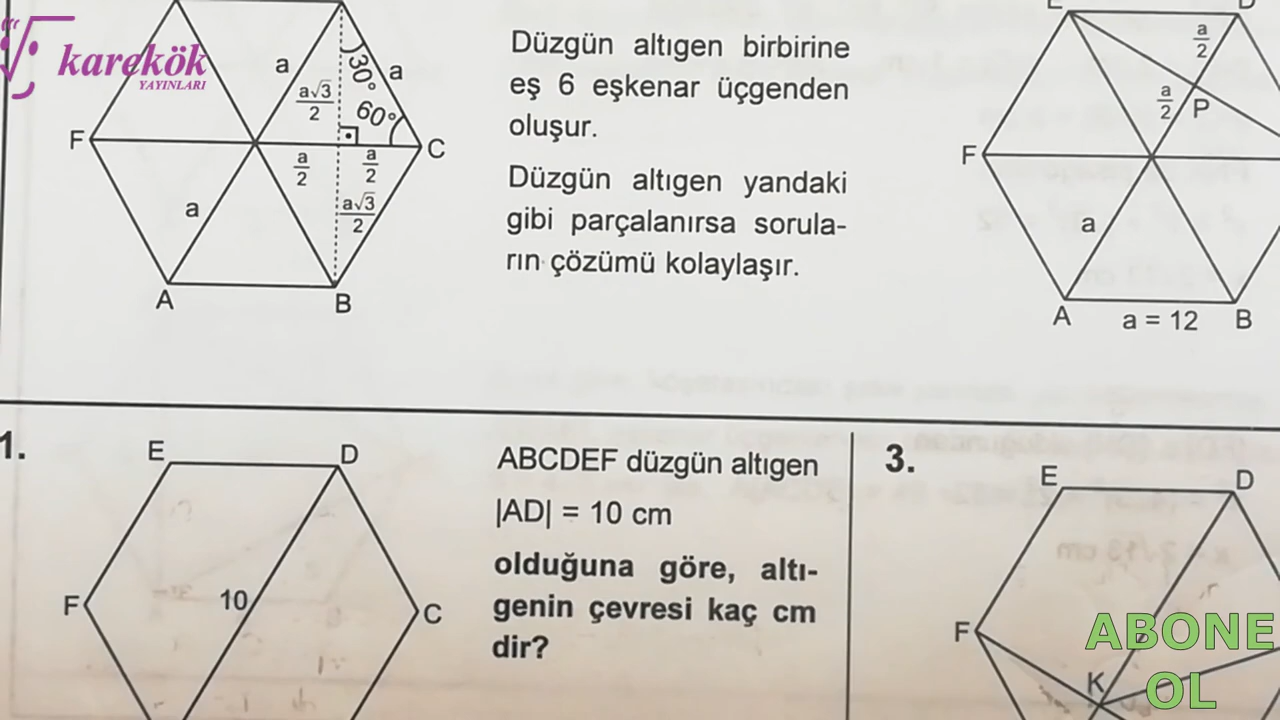 karekök
YAYINLARI
a
a√3
2
30°
a
60°
F
C
a
2
a
2
a√3
2
a
A
B
Düzgün altıgen birbirine
eş 6 eşkenar üçgenden
oluşur.
Düzgün altıgen yandaki
gibi parçalanırsa sorula-
rın çözümü kolaylaşır.
a
2
a
2
P
F
a
A
a = 12
B
1.
E
D
F
10
C
ABCDEF düzgün altıgen
|AD| = 10 cm
olduğuna göre, altı-
genin çevresi kaç cm
dir?
3.
E
D
F
K
ABONE
OL